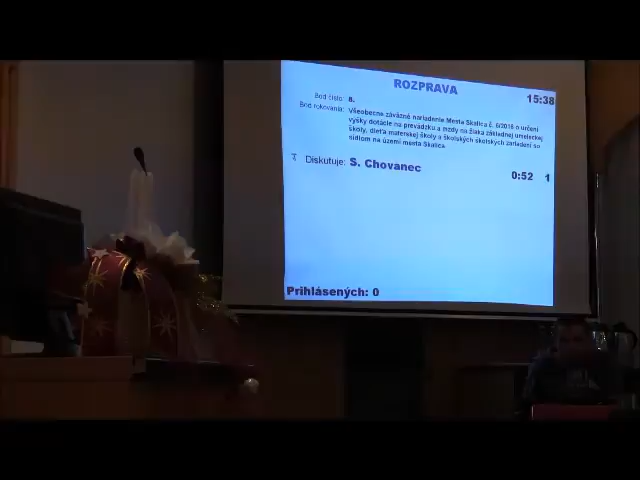 ROZPRAVA
15:38
Bod číslo: 8.
Bod rokovania: Všeobecne záväzné nariadenie Mesta Skalica č. 6/2016 o určení
výšky dotácie na prevádzku a mzdy na žiaka základnej umeleckej
školy, dieťa materskej školy a školských školských zariadení so
sídlom na území mesta Skalica
Diskutuje: S. Chovanec
0:52 1
Prihlásených: 0